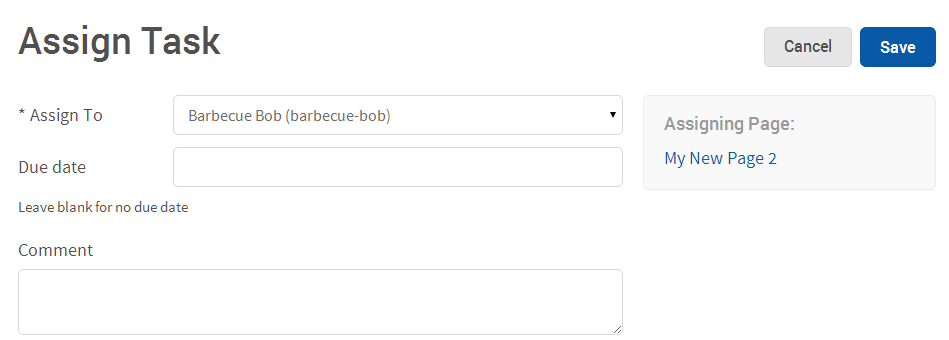 Assign Task
Cancel
Save
* Assign To
Barbecue Bob (barbecue-bob)
Assigning Page:
My New Page 2
Due date
Leave blank for no due date
Comment